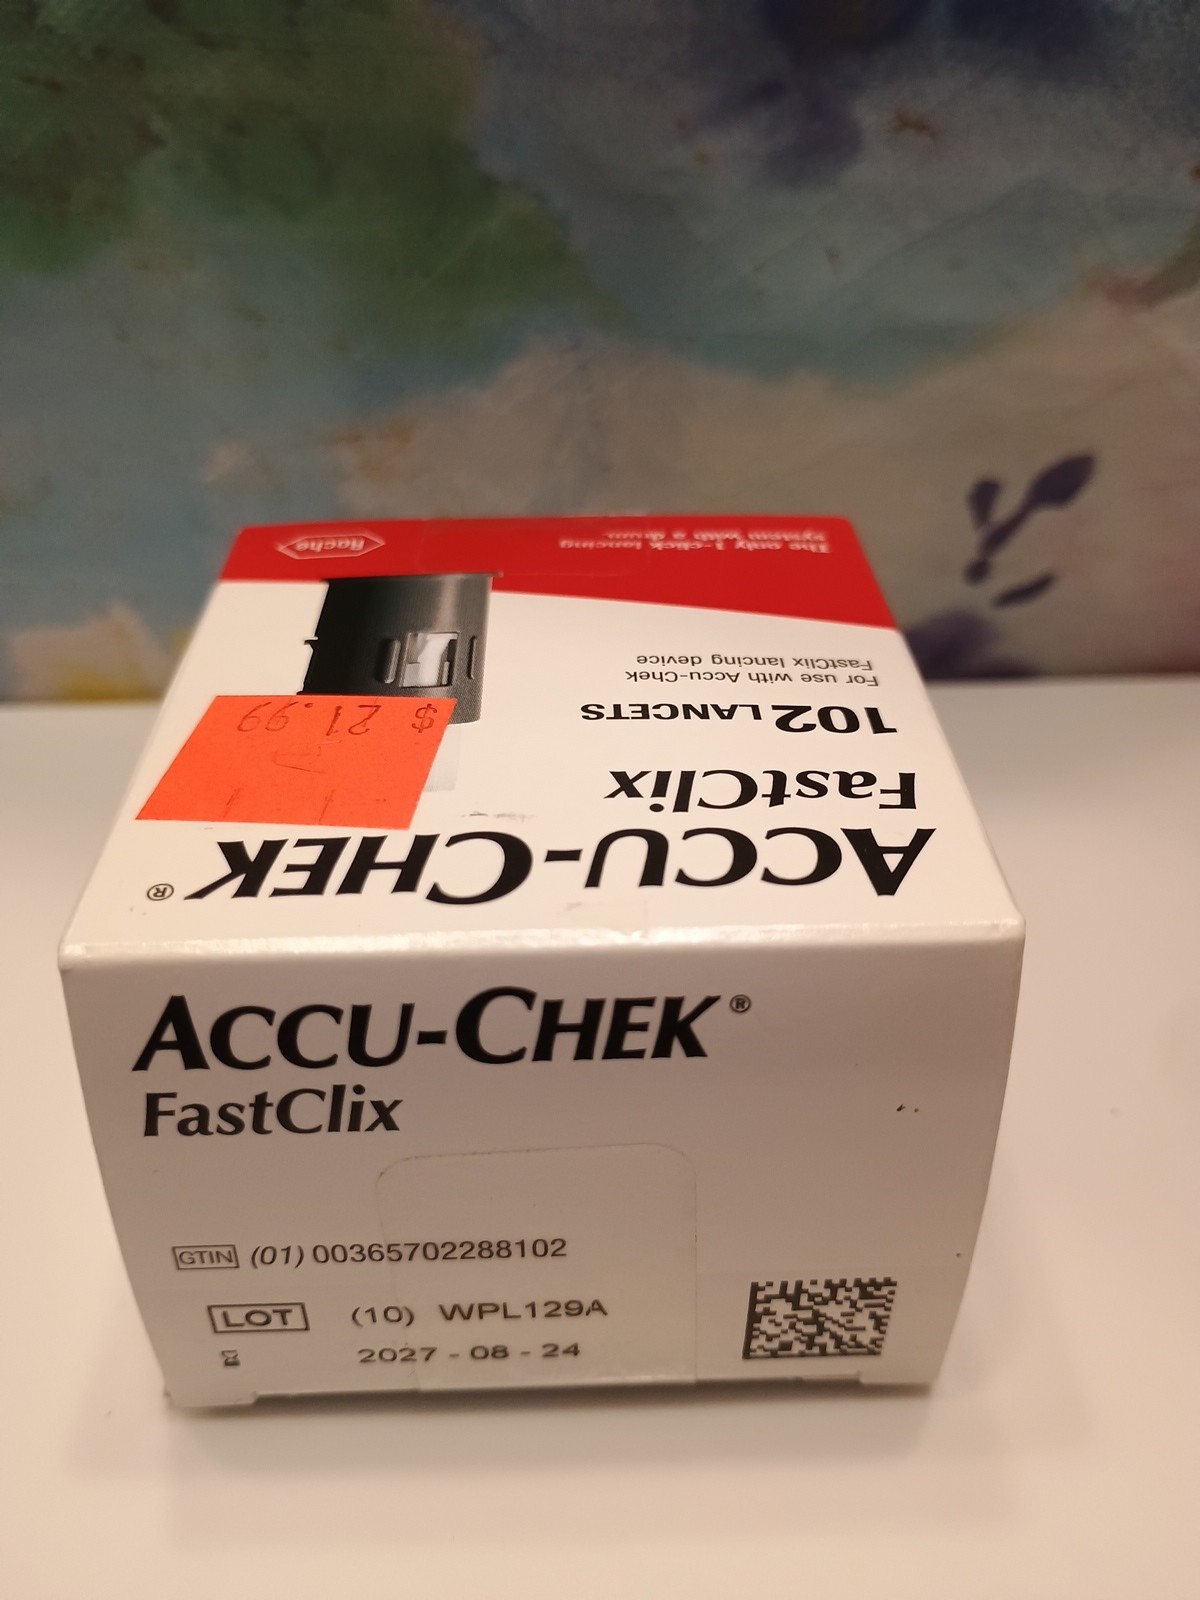 Roche
The only 1-click lancing
system with a drum.
For use with Accu-Chek
FastClix lancing device
102 LANCETS
$ 21.99
FastClix
ACCU-CHEK®
ACCU-CHEK®
FastClix
GTIN (01) 00365702288102
LOT (10) WPL129A
2027 - 08 - 24